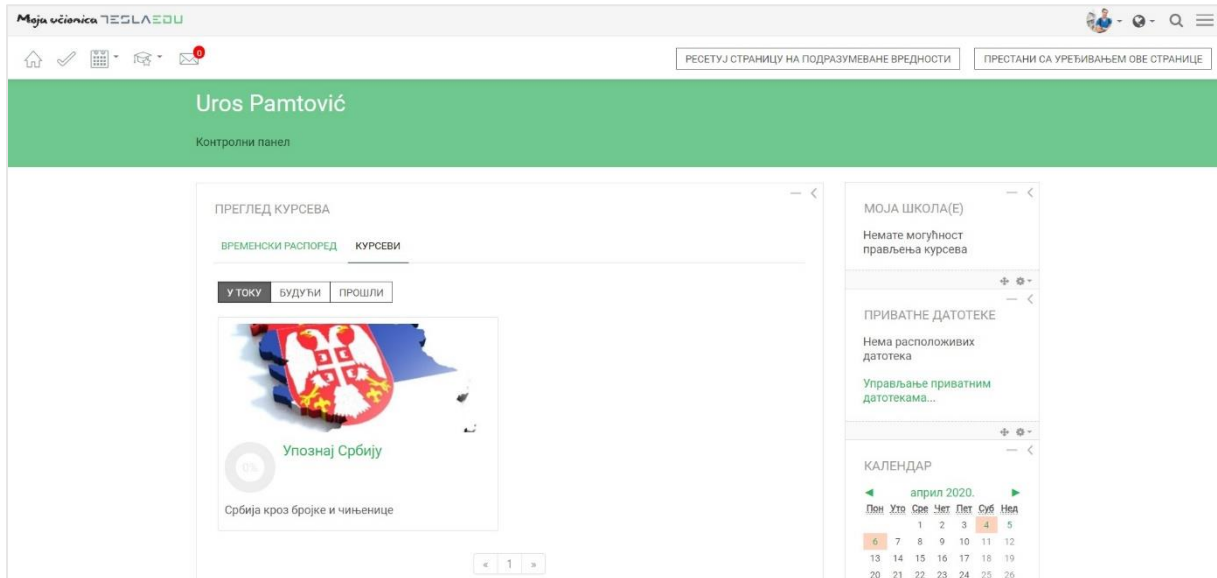 Moja učionica TESLAEDU
0
РЕСЕТУЈ СТРАНИЦУ НА ПОДРАЗУМЕВАНЕ ВРЕДНОСТИ
ПРЕСТАНИ СА УРЕЂИВАЊЕМ ОВЕ СТРАНИЦЕ
Uros Pamtović
Контролни панел
ПРЕГЛЕД КУРСЕВА
ВРЕМЕНСКИ РАСПОРЕД КУРСЕВИ
У ТОКУ БУДУЋИ ПРОШЛИ
0%
Упознај Србију
Србија кроз бројке и чињенице
« 1 »
МОЈА ШКОЛА(Е)
Немате могућност
прављења курсева
ПРИВАТНЕ ДАТОТЕКЕ
Нема расположивих
датотека
Управљање приватним
датотекама...
КАЛЕНДАР
◄ април 2020. ►
Пон Уто Сре Чет Пет Суб Нед
1 2 3 4 5
6 7 8 9 10 11 12
13 14 15 16 17 18 19
20 21 22 23 24 25 26